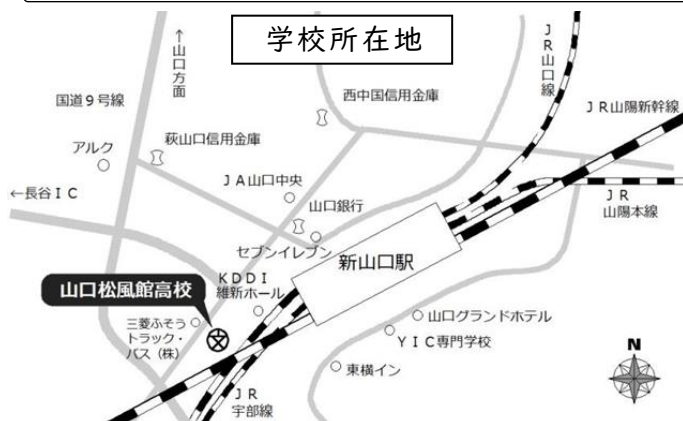 学校所在地
↑山口方面
国道９号線
西中国信用金庫
ＪＲ山口線
ＪＲ山陽新幹線
萩山口信用金庫
アルク
ＪＡ山口中央
←長谷ＩＣ
山口銀行
ＪＲ
山陽本線
セブンイレブン
新山口駅
ＫＤＤＩ
維新ホール
山口松風館高校
三菱ふそう
トラック・
バス（株）
山口グランドホテル
ＹＩＣ専門学校
東横イン
ＪＲ
宇部線
N